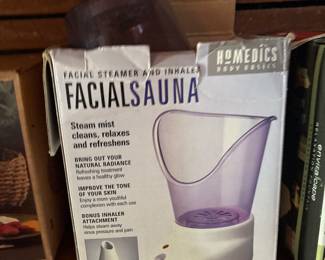 HOMEDICS
BODY BASICS
FACIAL STEAMER AND INHALER
FACIALSAUNA
Steam mist
cleans, relaxes
and refreshens
BRING OUT YOUR
NATURAL RADIANCE
Refreshing treatment
leaves a healthy glow
IMPROVE THE TONE
OF YOUR SKIN
Enjoy a more youthful
complexion with each use
BONUS INHALER
ATTACHMENT
Helps steam away
sinus pressure and pain